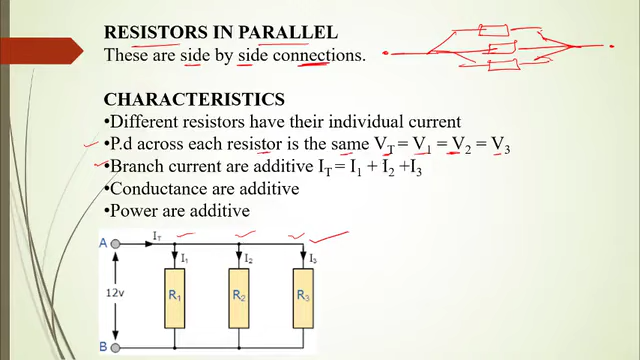 RESISTORS IN PARALLEL
These are side by side connections.
CHARACTERISTICS
•Different resistors have their individual current
•P.d across each resistor is the same V_T = V_1 = V_2 = V_3
•Branch current are additive I_T = I_1 + I_2 +I_3
•Conductance are additive
•Power are additive
A I_T
I_1 I_2 I_3
12v R_1 R_2 R_3
B